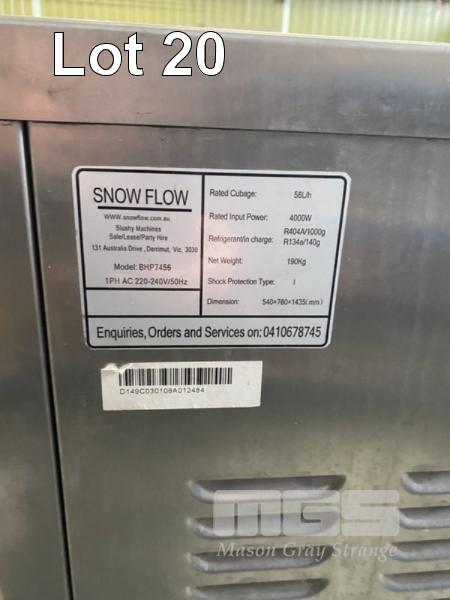 Lot 20
SNOW FLOW
WWW.snowflow.com.au
Slushy Machines
Sale/Lease/Party Hire
131 Australis Drive, Derrimut, Vic, 3030
Model: BHP7456
1PH AC 220-240V/50Hz
Rated Cubage: 56L/h
Rated Input Power: 4000W
Refrigerant/in charge: R404A/1000g
R134a/140g
Net Weight: 190Kg
Shock Protection Type: I
Dimension: 540×780×1435(mm)
Enquiries, Orders and Services on: 0410678745
D149C030108A012484
MGS
Mason Gray Strange